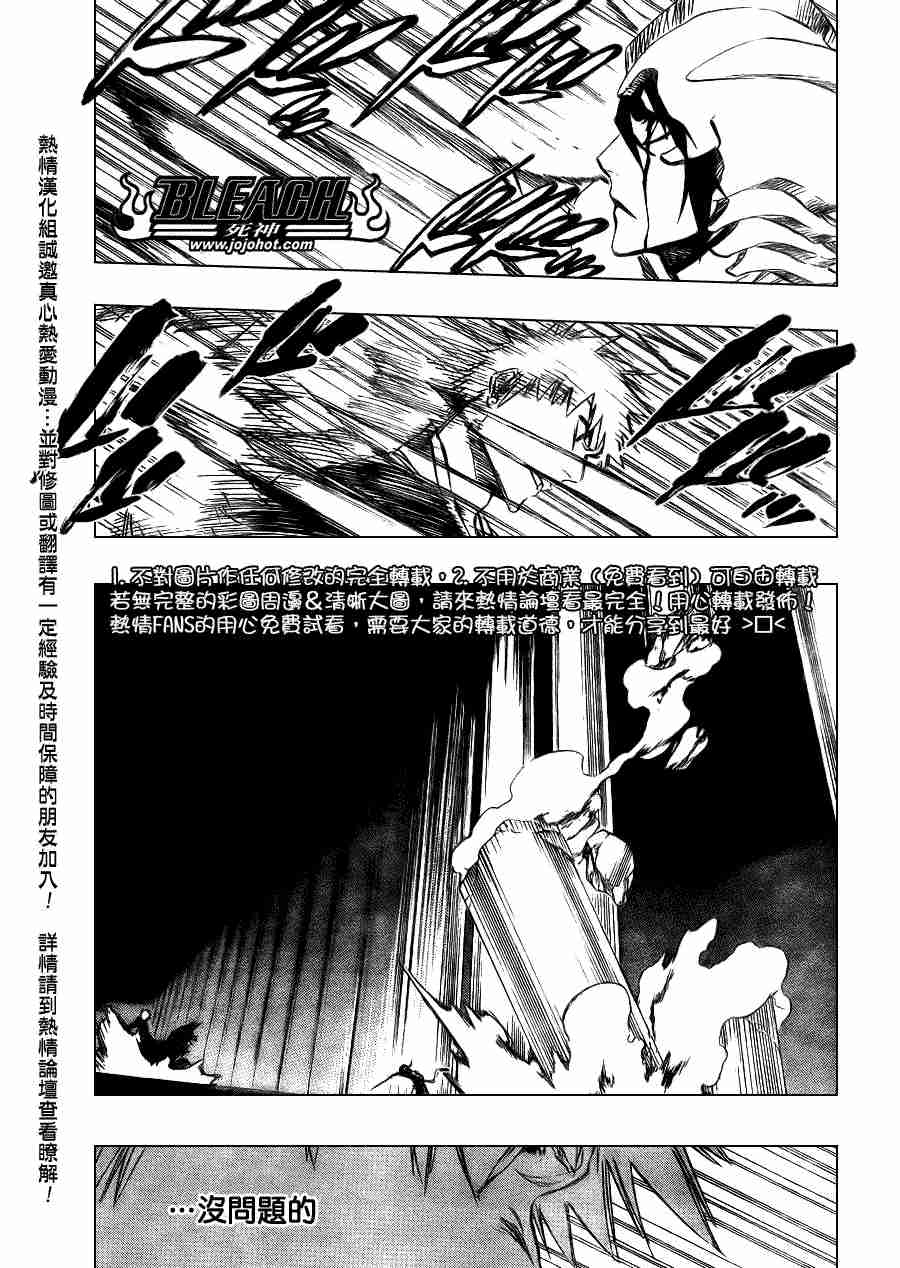 BLEACH
死神
www.jojohot.com
熱情漢化組誠邀真心熱愛動漫…並對修圖或翻譯有一定經驗及時間保障的朋友加入！ 詳情請到熱情論壇查看瞭解！
1. 不對圖片作任何修改的完全轉載，2. 不用於商業（免費看到）可自由轉載
若無完整的彩圖周邊＆清晰大圖，請來熱情論壇看最完全！用心轉載發佈！
熱情FANS的用心免費試看，需要大家的轉載道德，才能分享到最好 >口<
…沒問題的